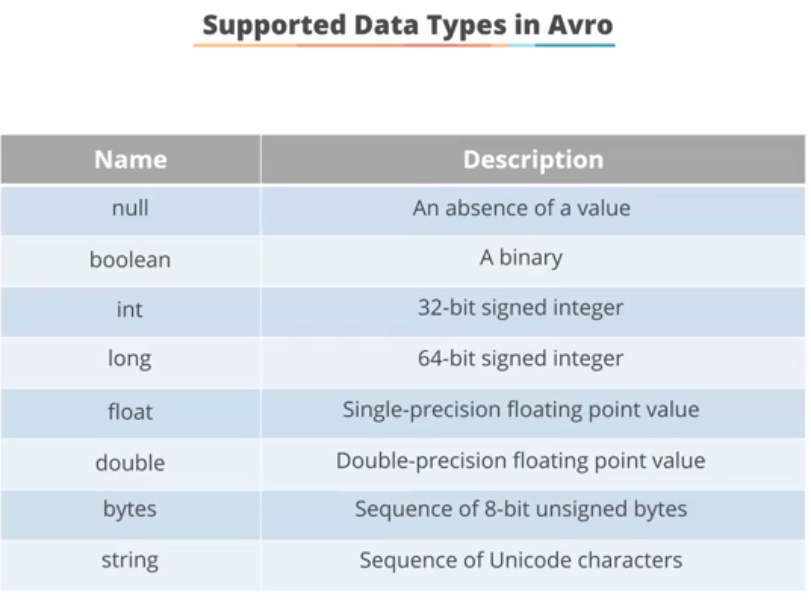 Supported Data Types in Avro
Name Description
null An absence of a value
boolean A binary
int 32-bit signed integer
long 64-bit signed integer
float Single-precision floating point value
double Double-precision floating point value
bytes Sequence of 8-bit unsigned bytes
string Sequence of Unicode characters